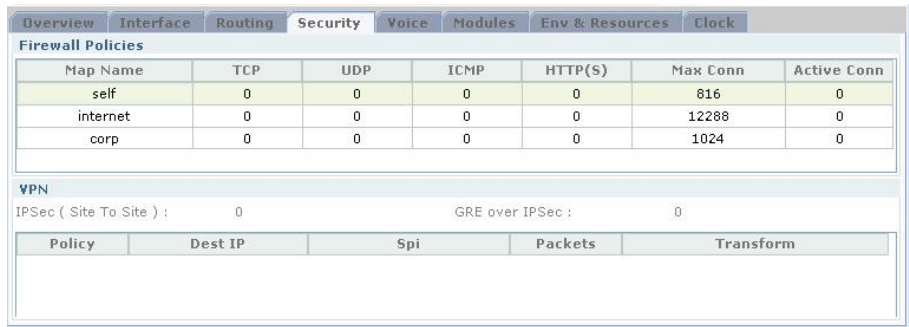 Overview Interface Routing Security Voice Modules Env & Resources Clock
Firewall Policies
Map Name TCP UDP ICMP HTTP(S) Max Conn Active Conn
self 0 0 0 0 816 0
internet 0 0 0 0 12288 0
corp 0 0 0 0 1024 0
VPN
IPSec ( Site To Site ) : 0 GRE over IPSec : 0
Policy Dest IP Spi Packets Transform